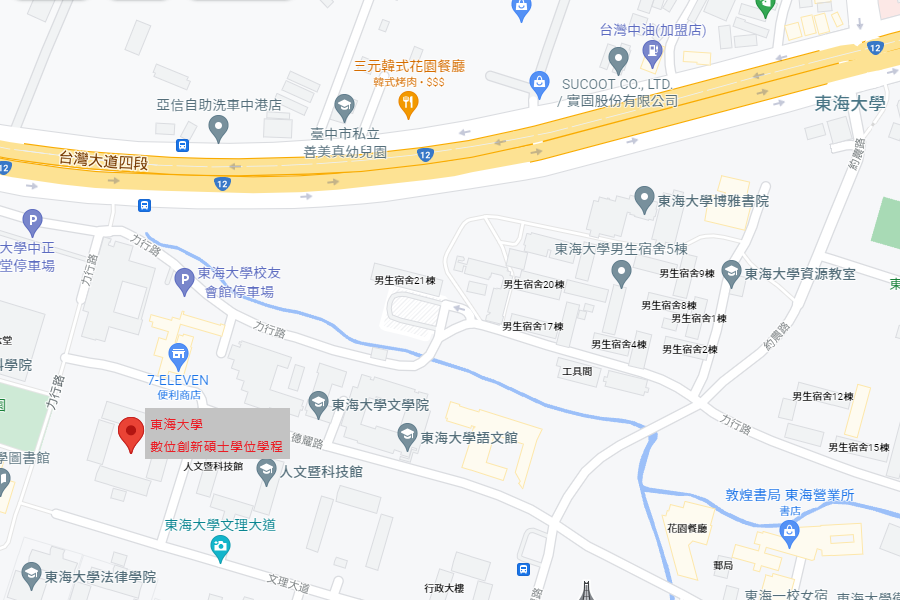 台灣中油(加盟店)
12
三元韓式花園餐廳
韓式烤肉・$$$
SUCOOT CO., LTD.
/ 實固股份有限公司
東海大學
亞信自助洗車中港店
臺中市私立
善美真幼兒園
約農路
台灣大道四段
12
12
12
東海大學博雅書院
P
大學中正
堂停車場
力行路
力行路
P
東海大學校友
會館停車場
東海大學男生宿舍5棟
男生宿舍9棟
東海大學資源教室
男生宿舍21棟
男生宿舍20棟
男生宿舍8棟
男生宿舍1棟
力行路
男生宿舍17棟
男生宿舍4棟
男生宿舍2棟
約農路
7-ELEVEN
便利商店
工具間
力行路
男生宿舍12棟
東海大學文學院
東海大學
數位創新碩士學位學程
德耀路
東海大學語文館
力行路
男生宿舍15棟
學圖書館
人文暨科技館
人文暨科技館
敦煌書局 東海營業所
書店
東海大學文理大道
花園餐廳
東海大學法律學院
文理大道
行政大樓
郵局
東海一校女宿